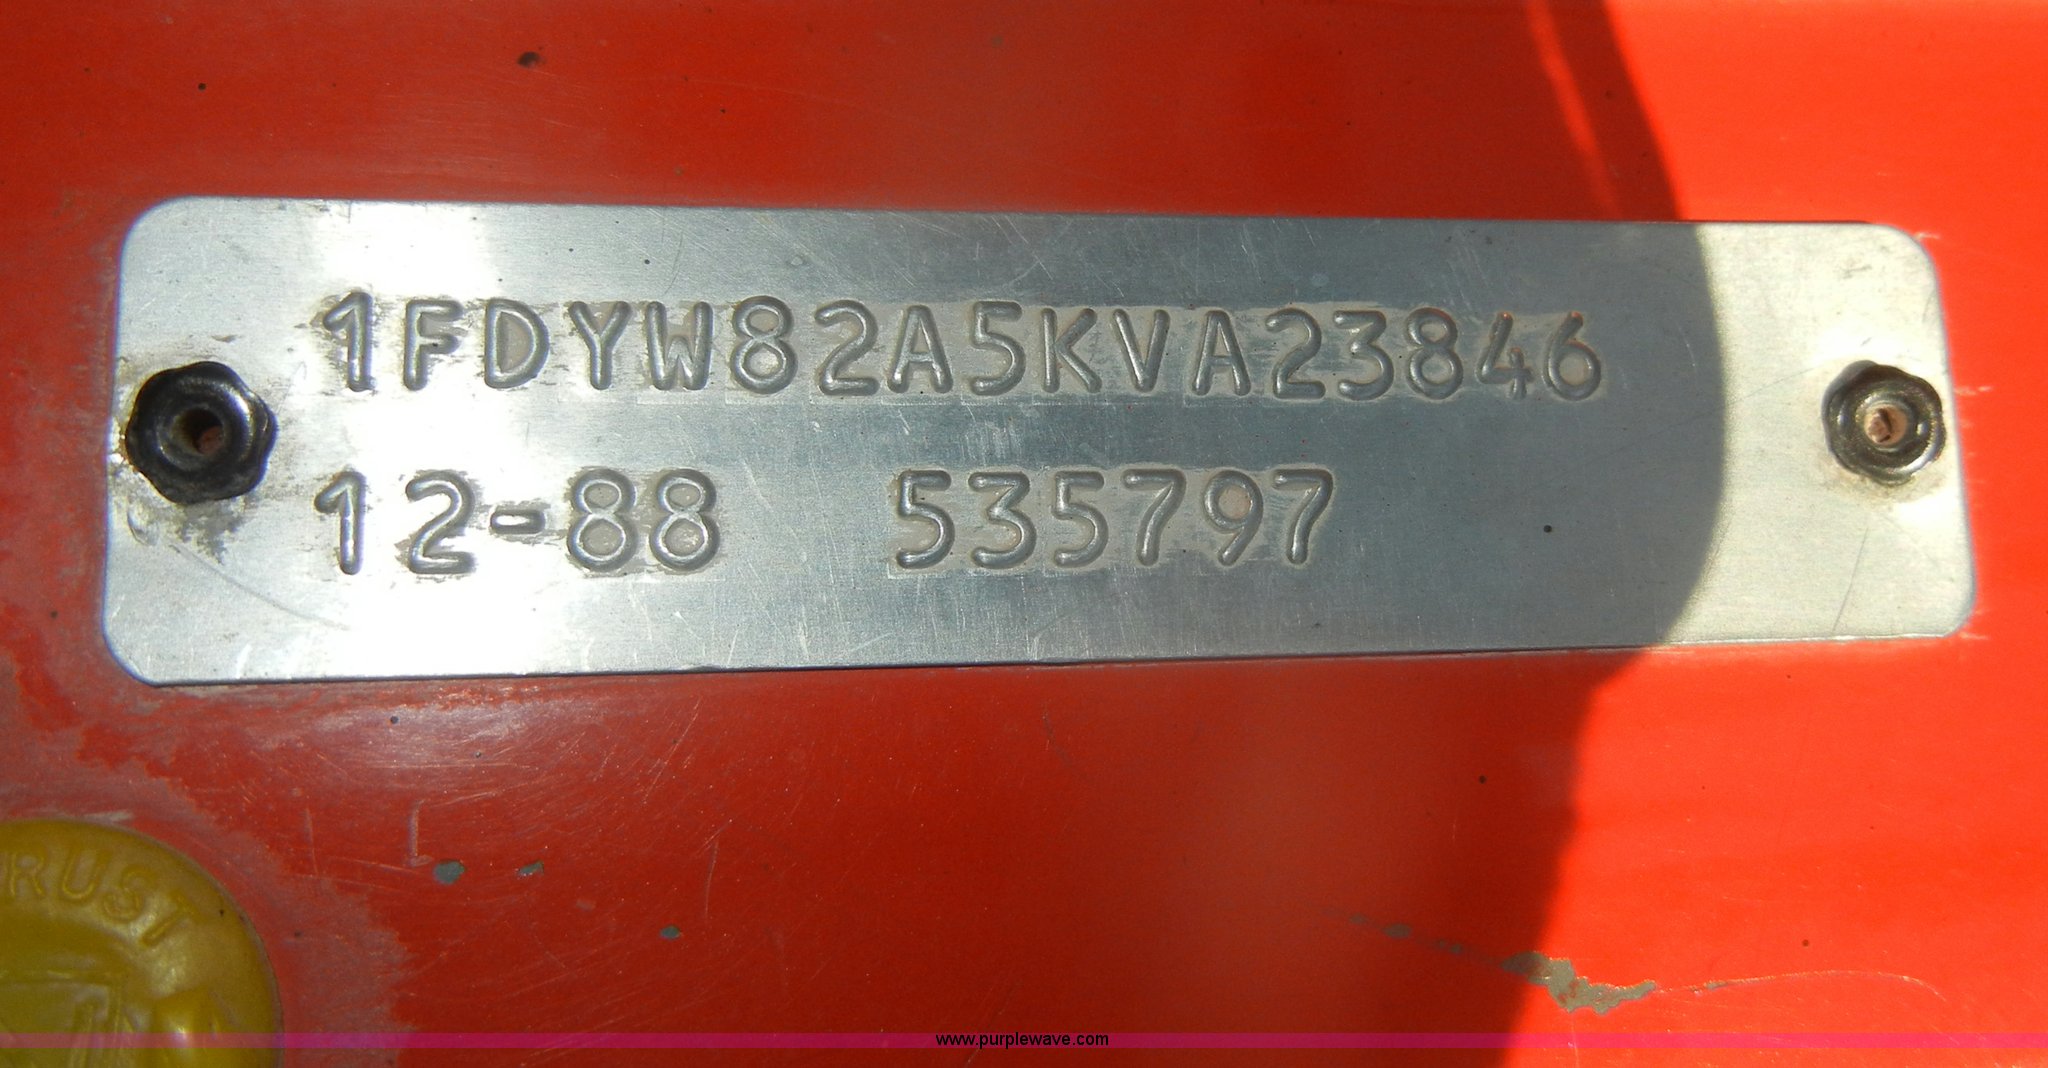 1FDYW82A5KVA23846
12-88 535797
RUST
www.purplewave.com